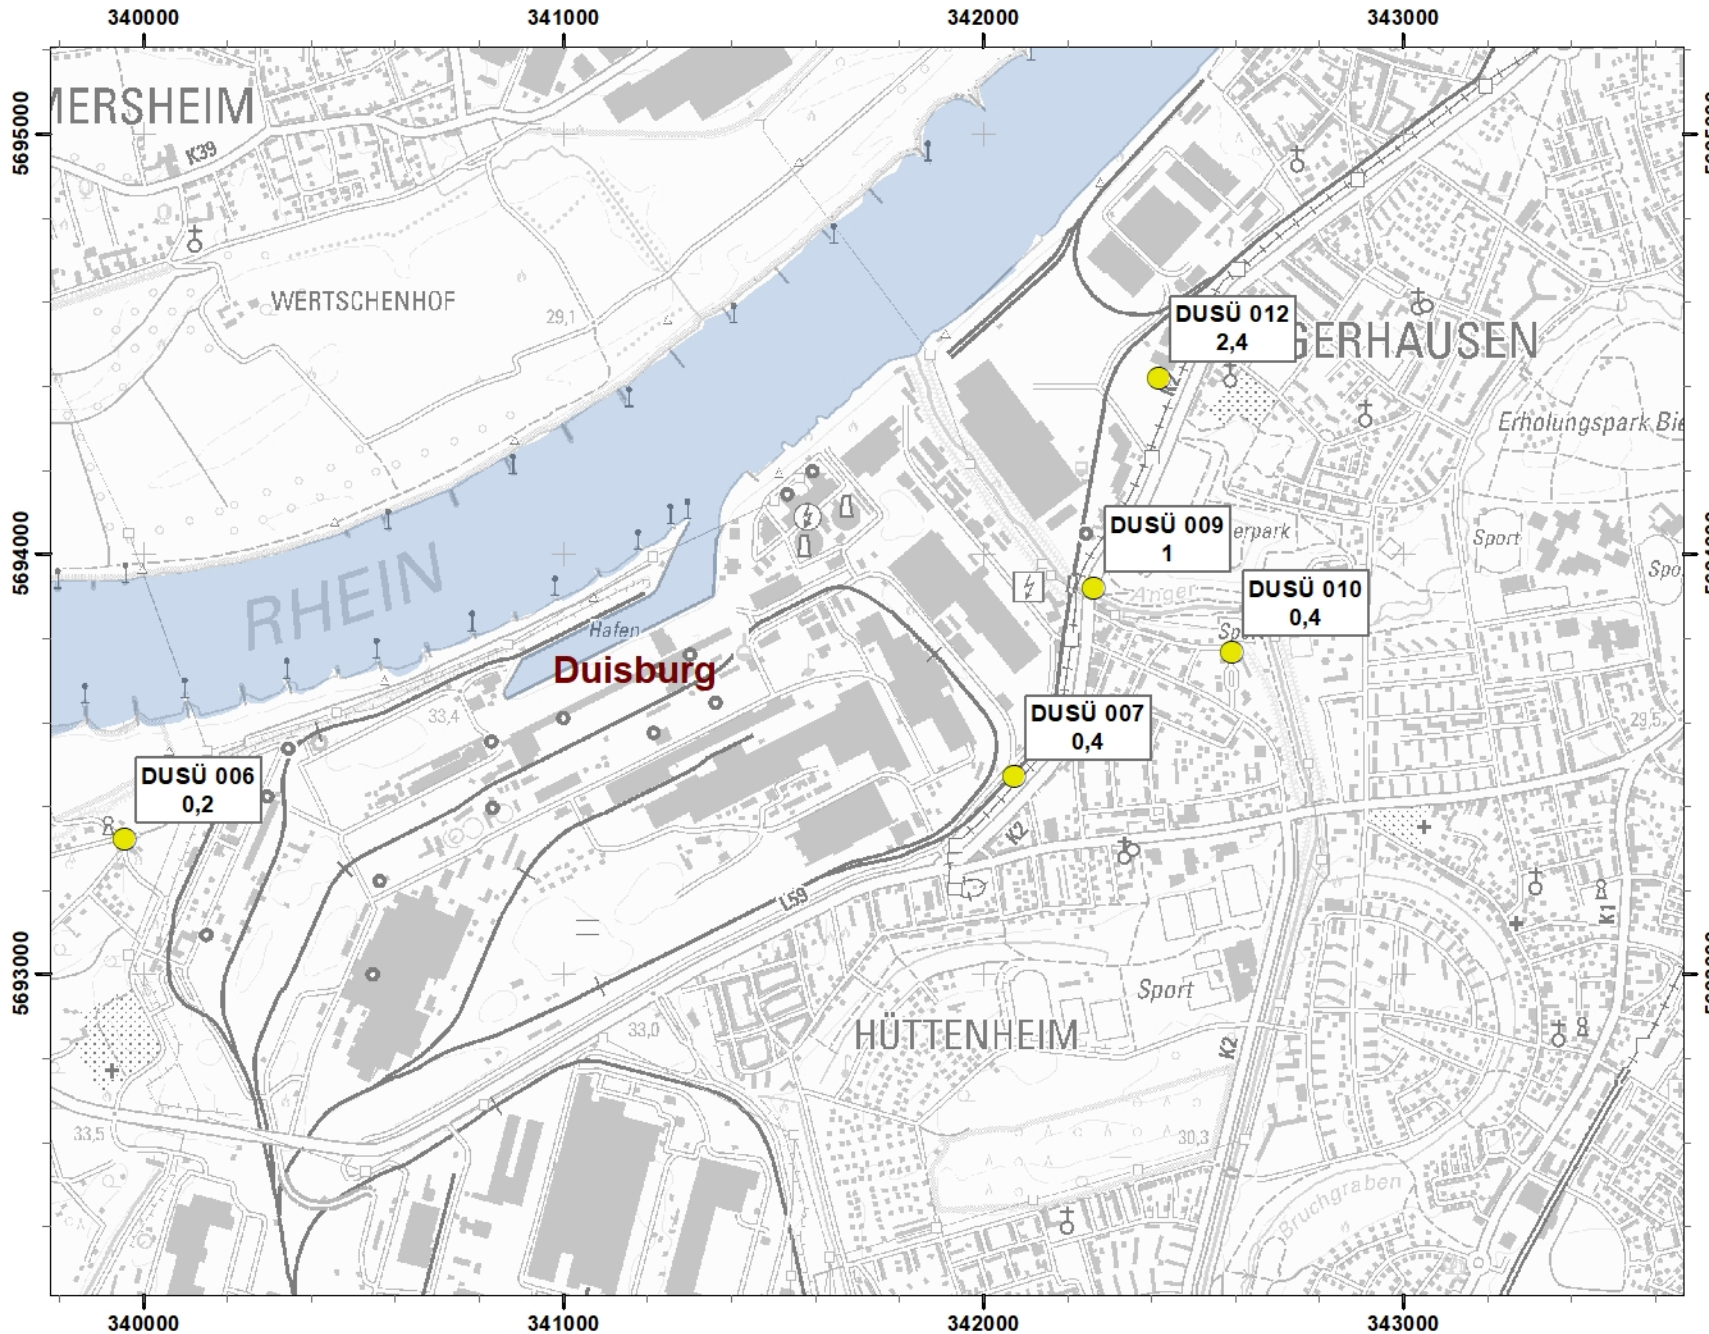 340000 341000 342000 343000
5695000
MERSHEIM
K39
WERTSCHENHOF
29,1
DUSÜ 012
2,4
GERHAUSEN
Erholungspark Bie
5694000
RHEIN
Hafen
DUSÜ 009
1
erpark
Sport
Spo
Anger
DUSÜ 010
0,4
Duisburg
33,4
DUSÜ 007
0,4
29,5
DUSÜ 006
0,2
K2
L59
K1
5693000
Sport
33,0
HÜTTENHEIM
K2
33,5
30,3
Bruchgraben
340000 341000 342000 343000